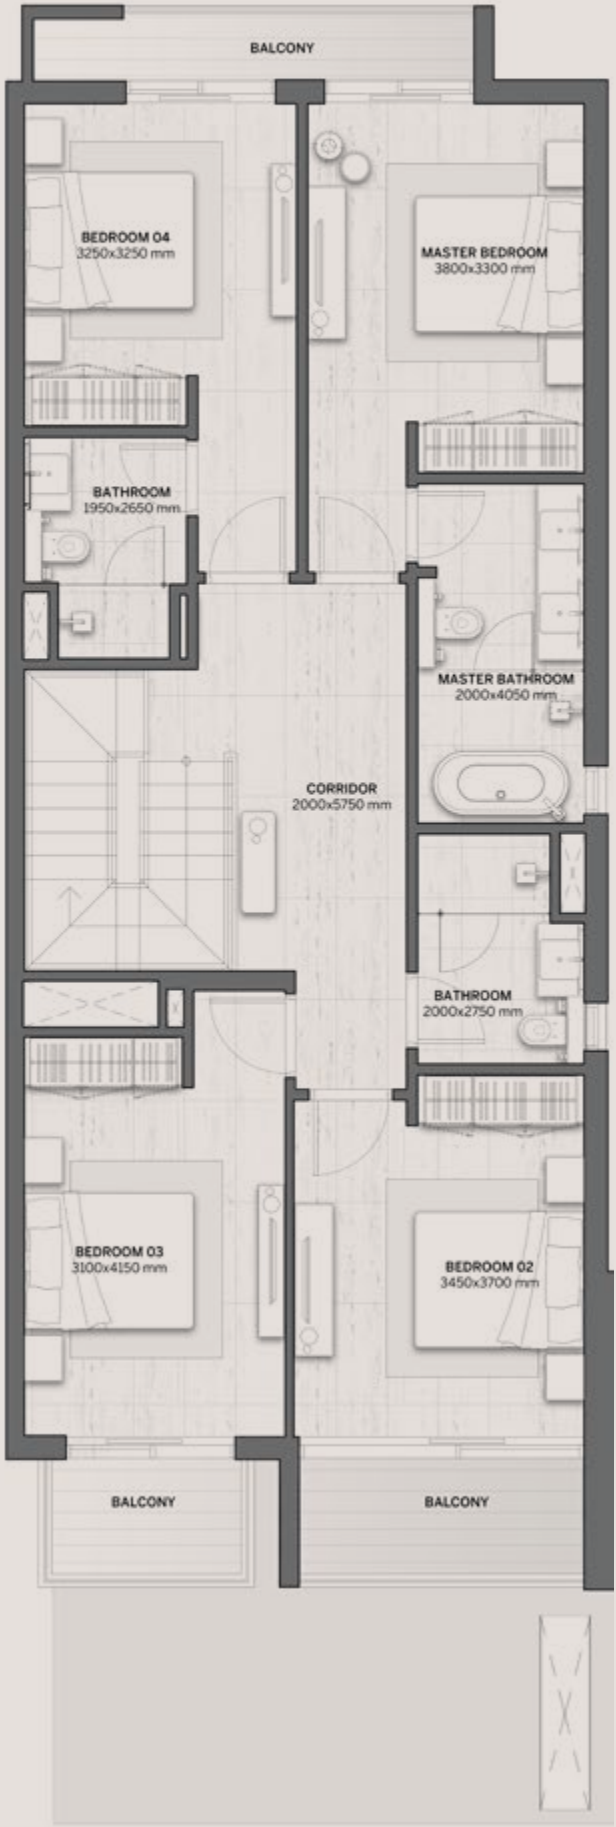 BALCONY
BEDROOM 04
3250x3250 mm
MASTER BEDROOM
3800x3300 mm
BATHROOM
1950x2650 mm
MASTER BATHROOM
2000x4050 mm
CORRIDOR
2000x5750 mm
BATHROOM
2000x2750 mm
BEDROOM 03
3100x4150 mm
BEDROOM 02
3450x3700 mm
BALCONY
BALCONY